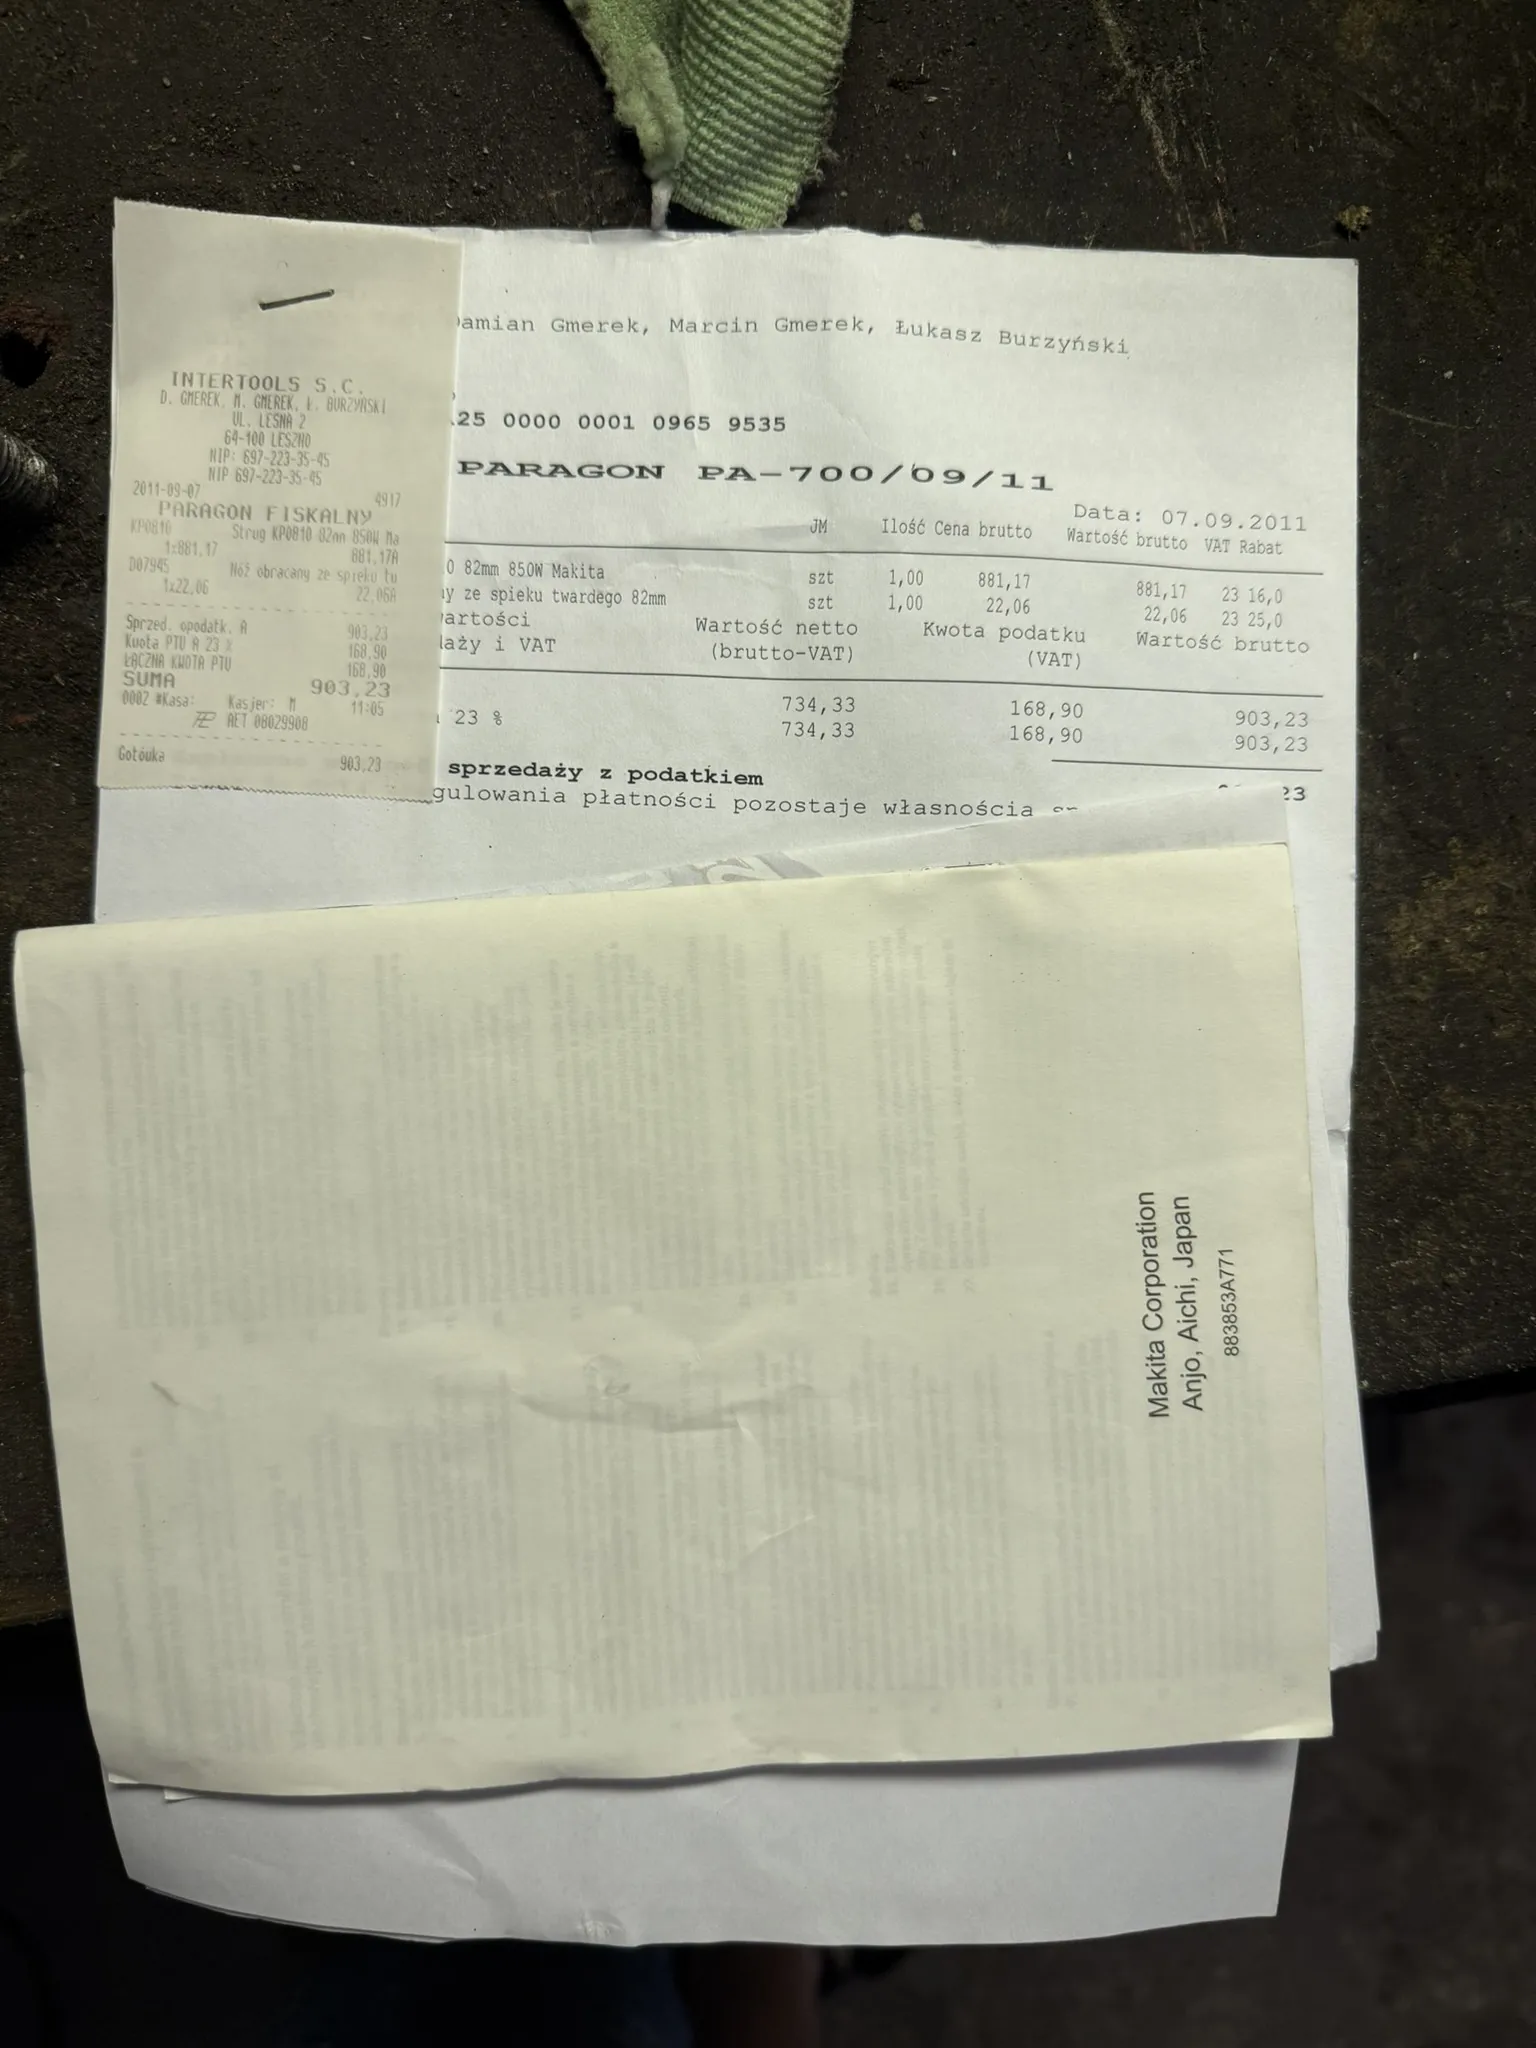 INTERTOOLS S.C.
D. GMEREK, M. GMEREK, Ł. BURZYŃSKI
UL. LEŚNA 2
64-100 LESZNO
NIP: 697-223-35-45
NIP 697-223-35-45
2011-09-07 4917
PARAGON FISKALNY
KP0810 Strug KP0810 82mm 850W Ma
1x881,17 881,17A
D07945 Nóż obracany ze spieku tu
1x22,06 22,06A
Sprzed. opodatk. A 903,23
Kwota PTU A 23 % 168,90
ŁĄCZNA KWOTA PTU 168,90
SUMA 903,23
0002 #Kasa: Kasjer: M 11:05
AET 08029908
Gotówka 903,23
Damian Gmerek, Marcin Gmerek, Łukasz Burzyński
25 0000 0001 0965 9535
PARAGON PA-700/09/11
Data: 07.09.2011
JM Ilość Cena brutto Wartość brutto VAT Rabat
0 82mm 850W Makita szt 1,00 881,17 881,17 23 16,0
ny ze spieku twardego 82mm szt 1,00 22,06 22,06 23 25,0
artości Wartość netto Kwota podatku Wartość brutto
daży i VAT (brutto-VAT) (VAT)
734,33 168,90 903,23
23 % 734,33 168,90 903,23
sprzedaży z podatkiem 23
gulowania płatności pozostaje własnością
Makita Corporation
Anjo, Aichi, Japan
883853A771